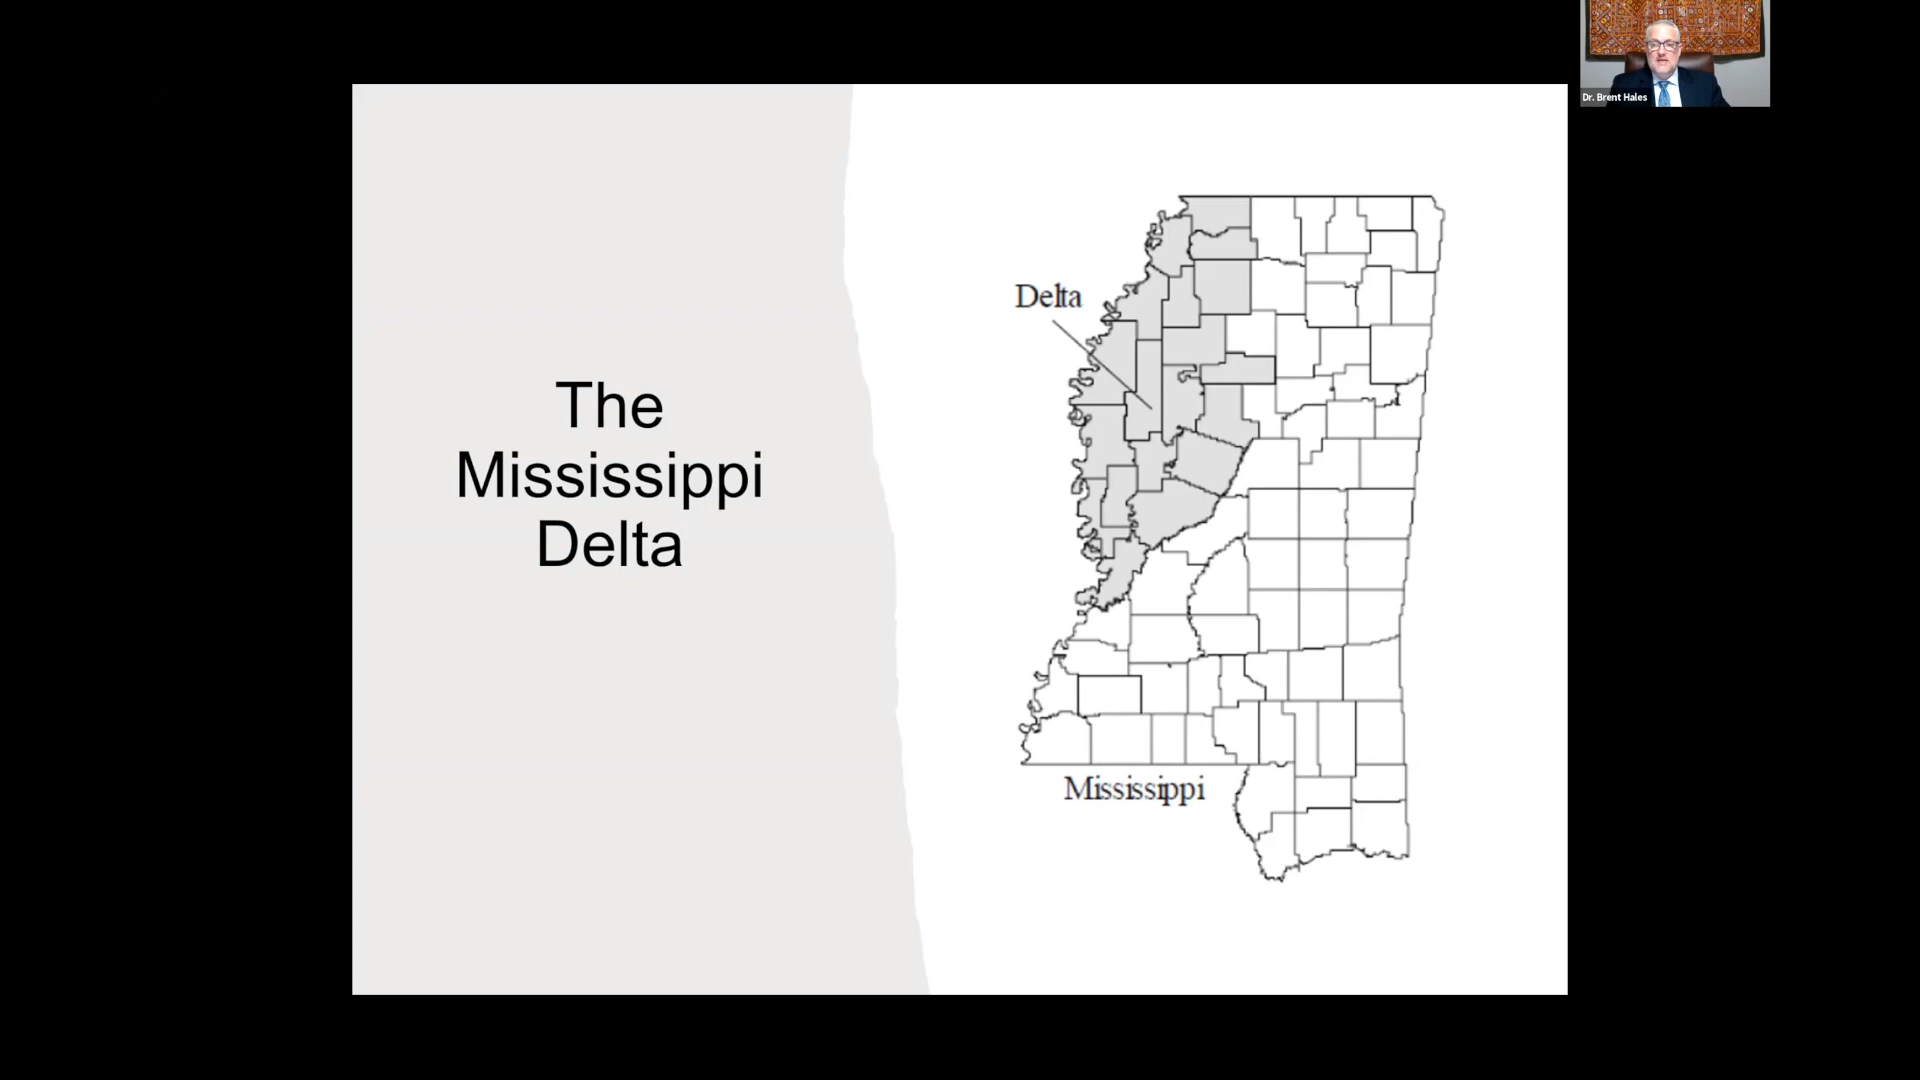 Dr. Brent Hales
The
Mississippi
Delta
Delta
Mississippi